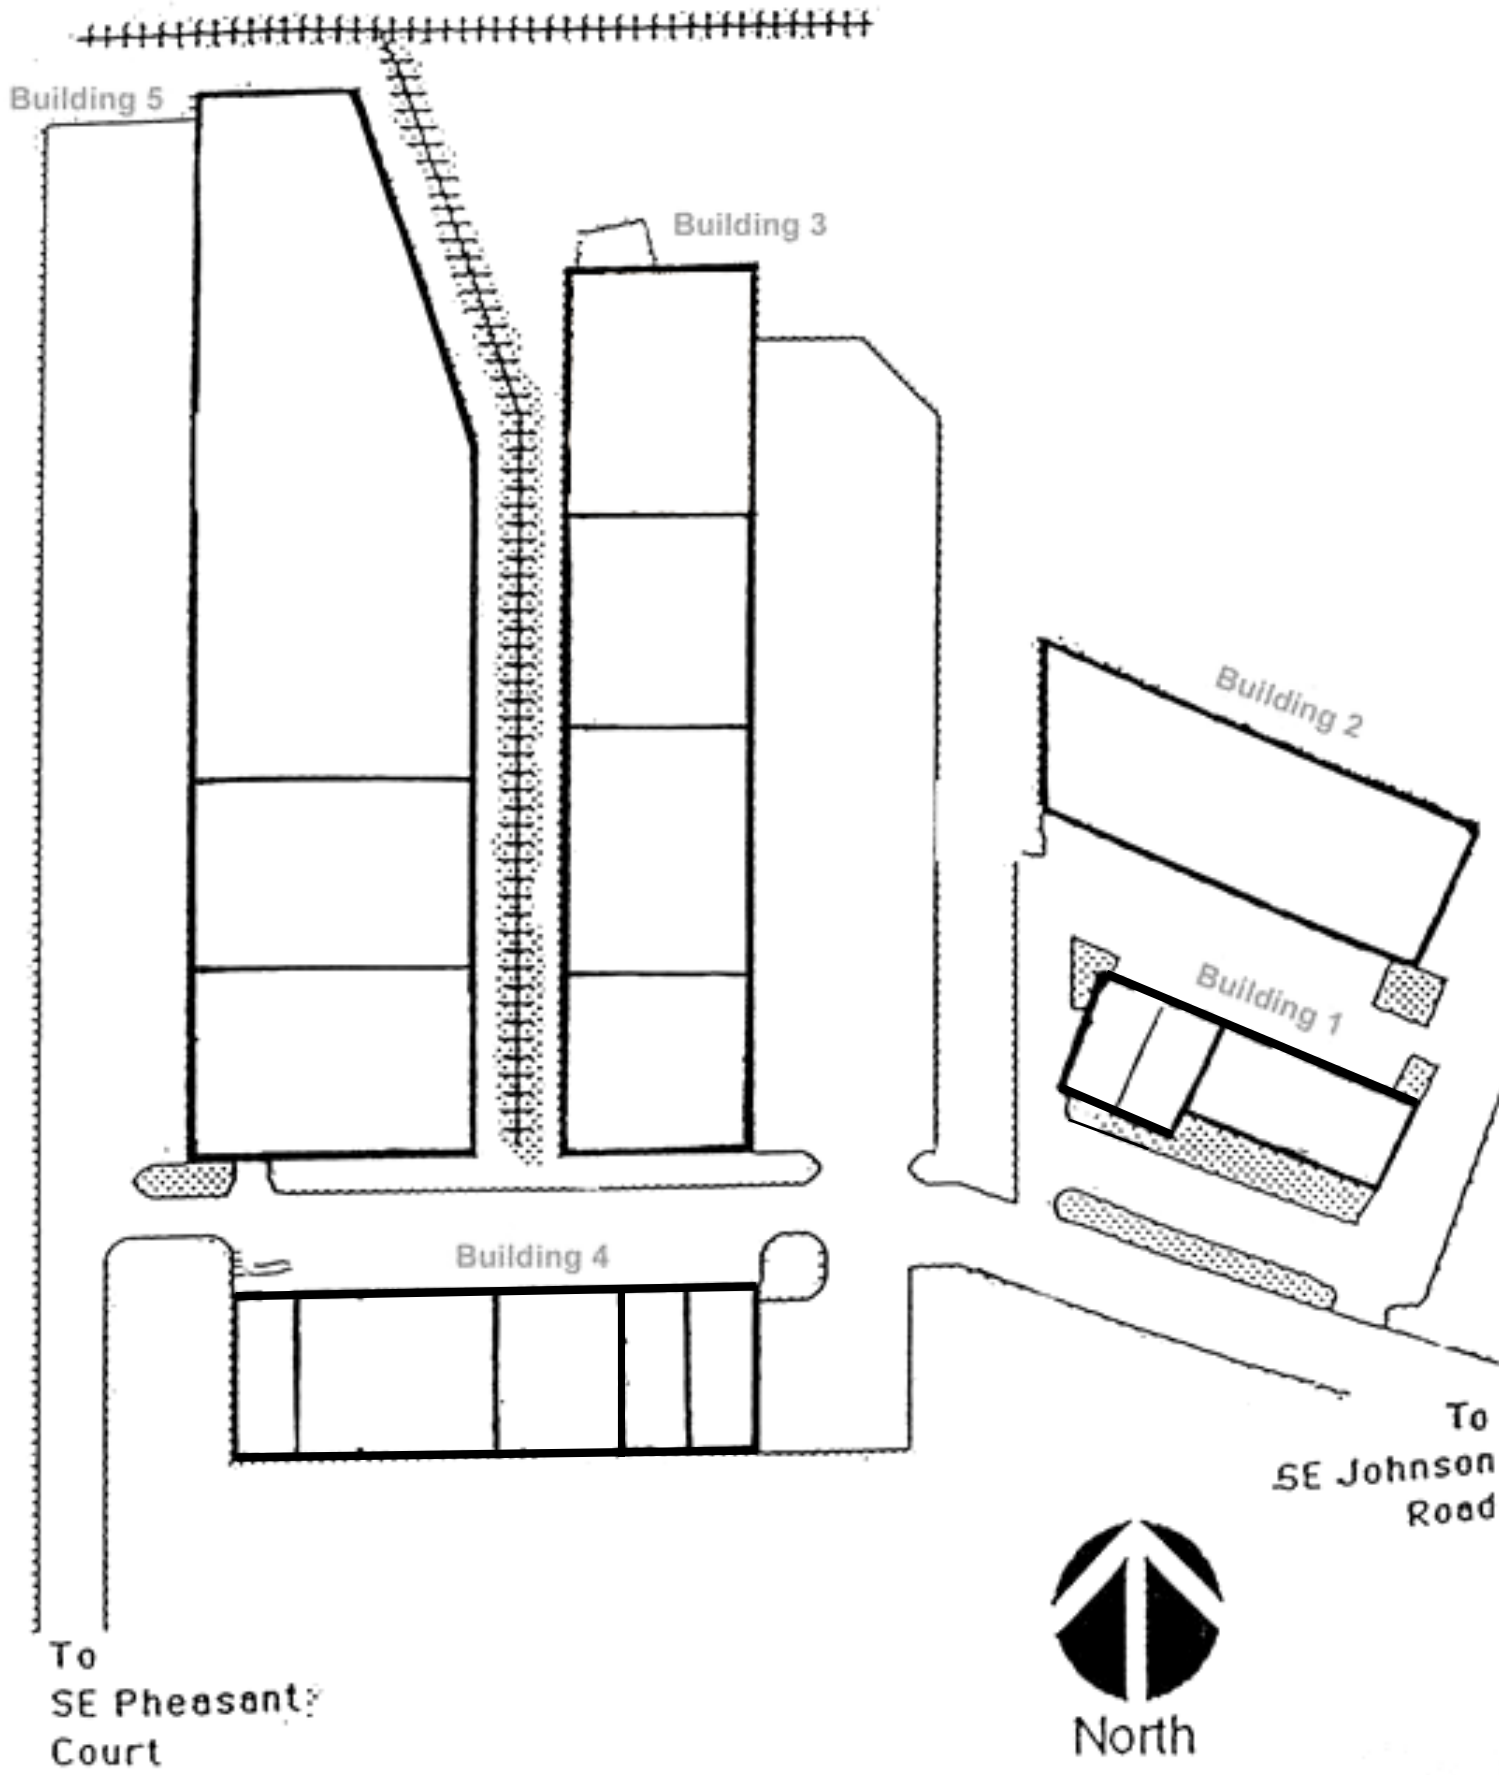 Building 5
Building 3
Building 2
Building 1
Building 4
To
SE Johnson
Road
To
SE Pheasant
Court
North